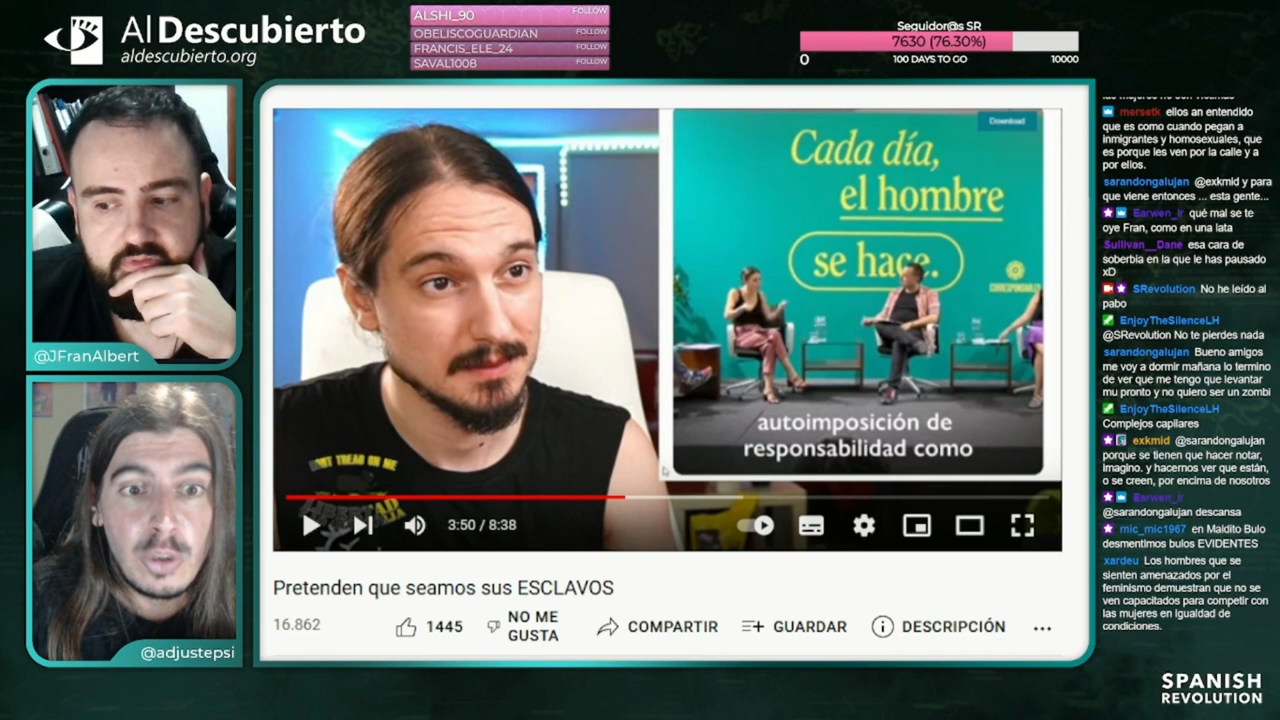 Al Descubierto
aldescubierto.org
ALSHI_90 FOLLOW
OBELISCOGUARDIAN FOLLOW
FRANCIS_ELE_24 FOLLOW
SAVAL1008 FOLLOW
Seguidor@s SR
7630 (76.30%)
0 100 DAYS TO GO 10000
@JFranAlbert
@adjustepsi
Download
Cada día,
el hombre
se hace.
autoimposición de
responsabilidad como
DONT TREAD ON ME
3:50 / 8:38
Pretenden que seamos sus ESCLAVOS
16.862
1445
NO ME
GUSTA
COMPARTIR
GUARDAR
DESCRIPCIÓN
mersetk ellos an entendido
que es como cuando pegan a
inmigrantes y homosexuales, que
es porque les ven por la calle y a
por ellos.
sarandongalujan @exkmid y para
que viene entonces ... esta gente...
Earwen_ir qué mal se te
oye Fran, como en una lata
Sullivan__Dane esa cara de
soberbia en la que le has pausado
xD
SRevolution No he leído al
pabo
EnjoyTheSilenceLH
@SRevolution No te pierdes nada
sarandongalujan Bueno amigos
me voy a dormir mañana lo termino
de ver que me tengo que levantar
mu pronto y no quiero ser un zombi
EnjoyTheSilenceLH
Complejos capilares
exkmid @sarandongalujan
porque se tienen que hacer notar,
imagino. y hacernos ver que están,
o se creen, por encima de nosotros
Earwen_ir
@sarandongalujan descansa
mic_mic1967 en Maldito Bulo
desmentimos bulos EVIDENTES
xardeu Los hombres que se
sienten amenazados por el
feminismo demuestran que no se
ven capacitados para competir con
las mujeres en igualdad de
condiciones.
SPANISH
REVOLUTION